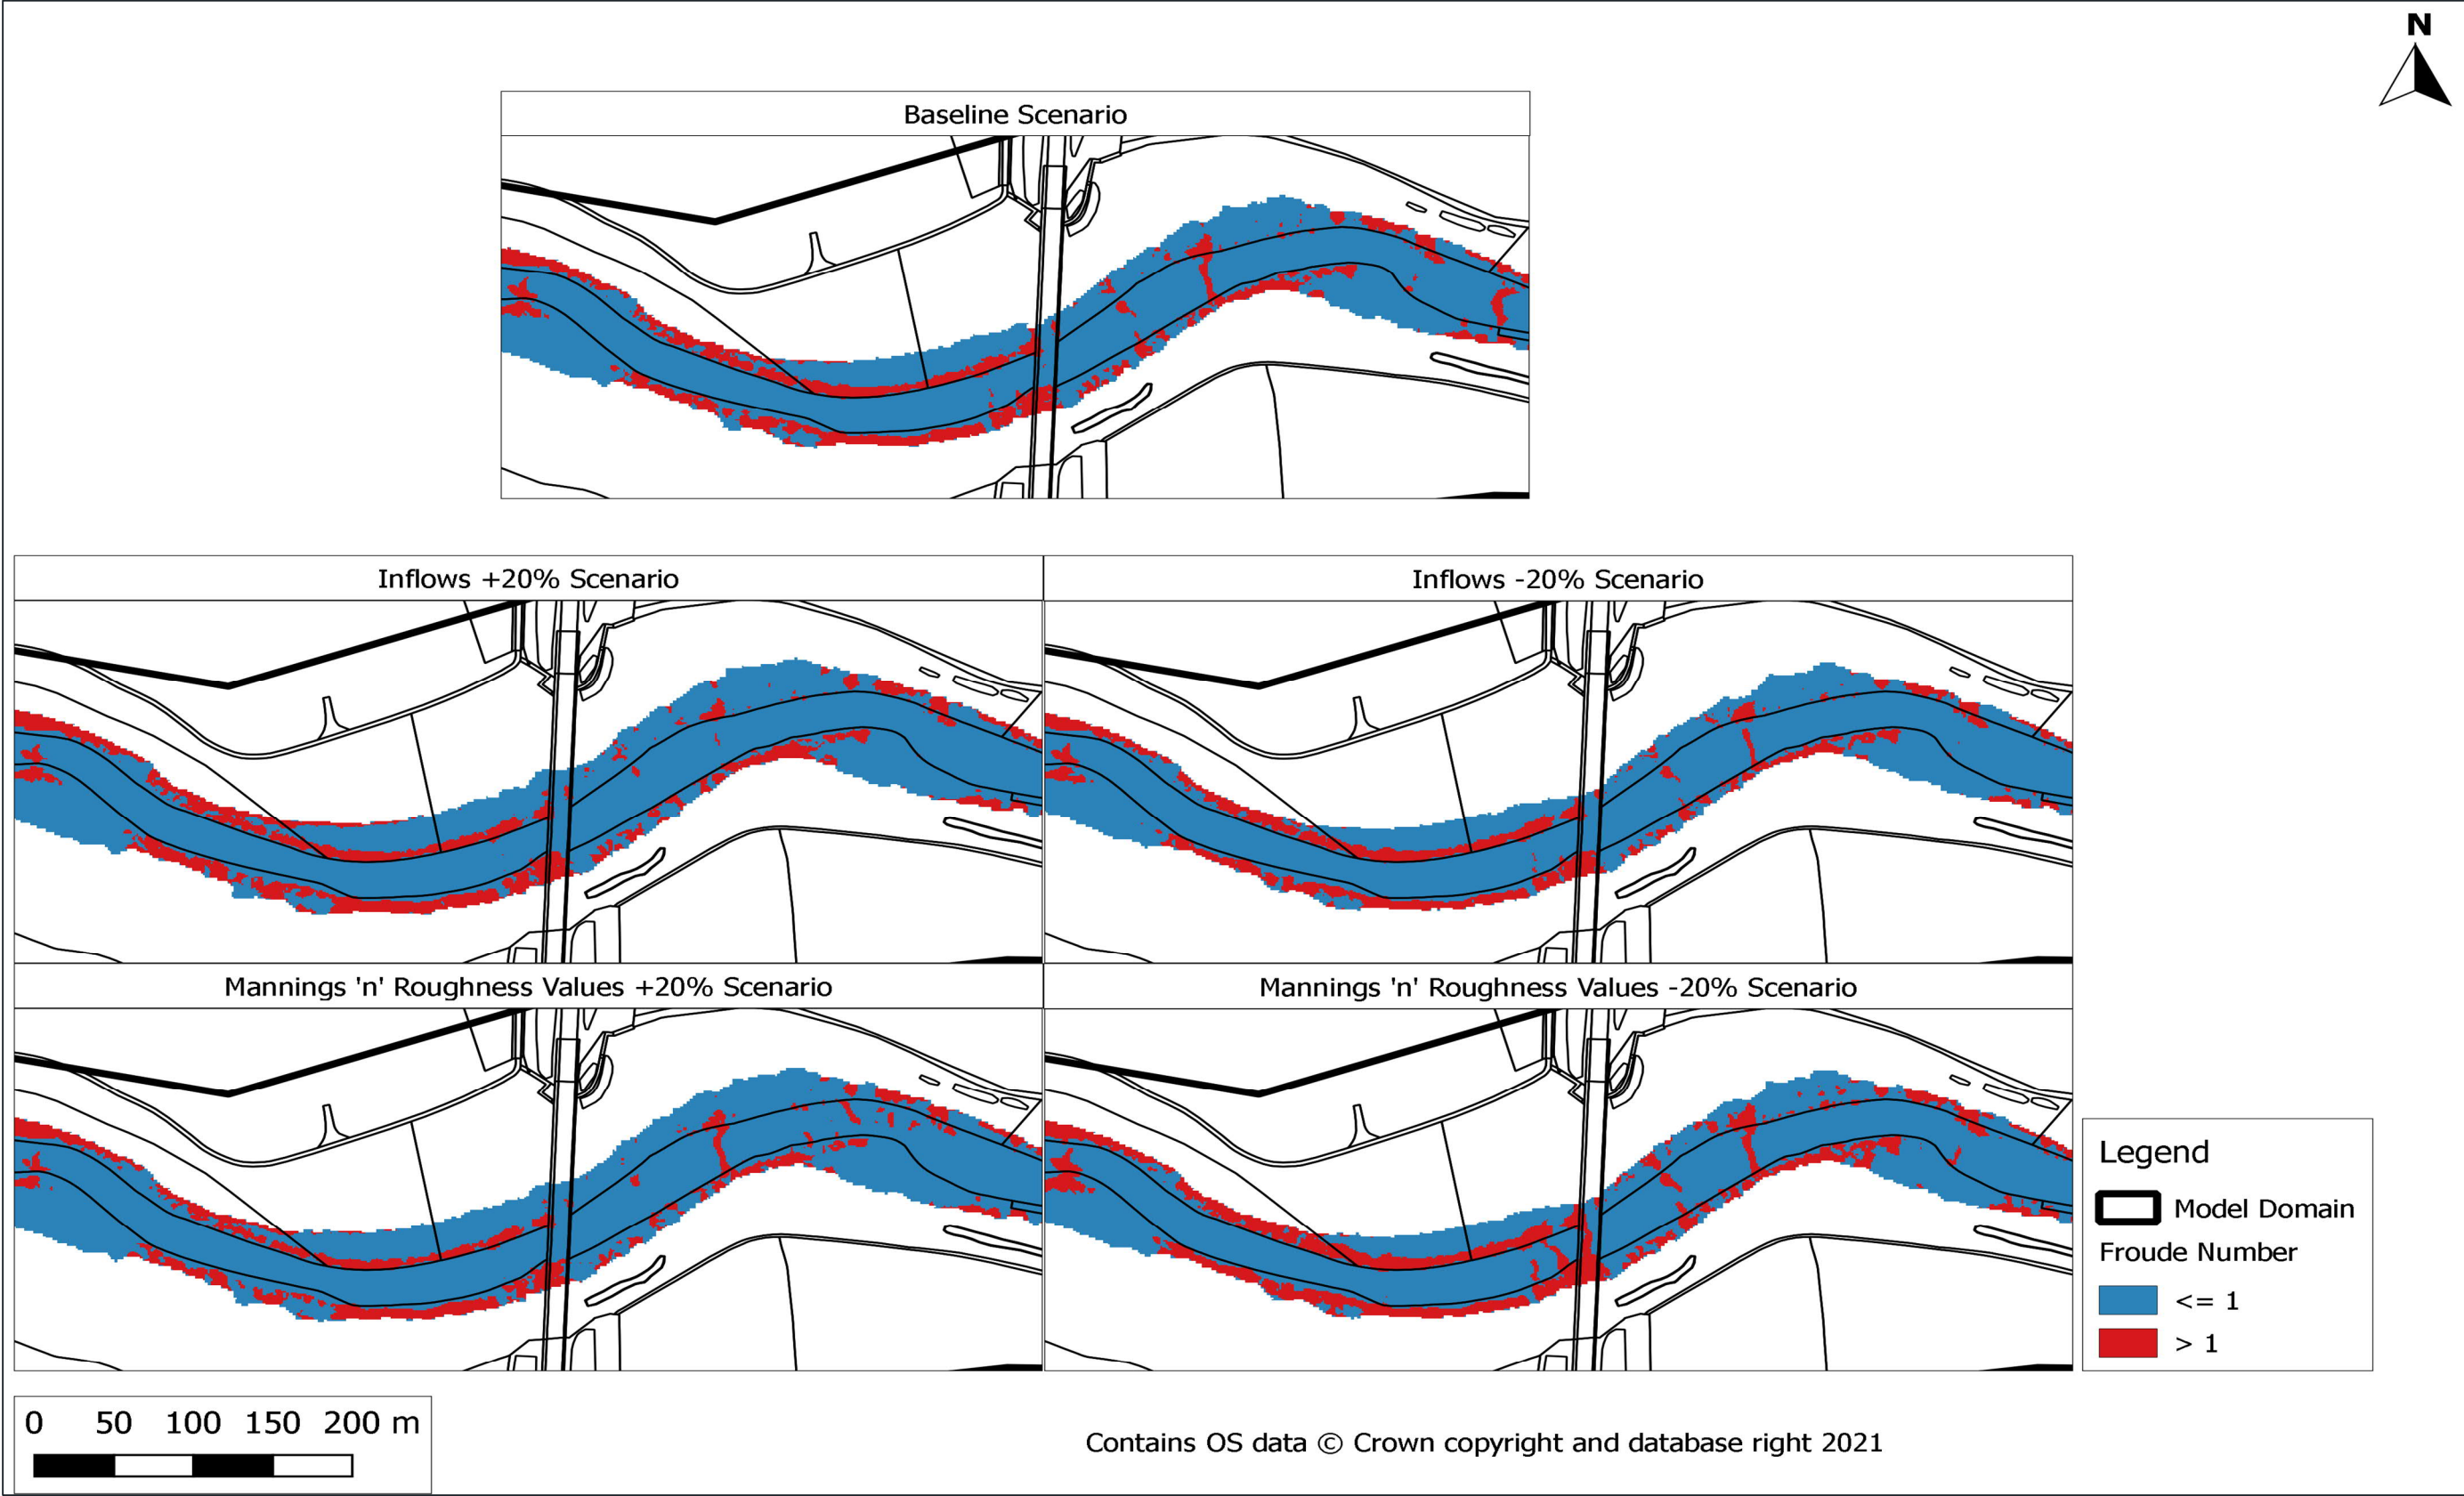 N
Baseline Scenario
Inflows +20% Scenario
Inflows -20% Scenario
Mannings 'n' Roughness Values +20% Scenario
Mannings 'n' Roughness Values -20% Scenario
Legend
Model Domain
Froude Number
<= 1
> 1
0 50 100 150 200 m
Contains OS data © Crown copyright and database right 2021